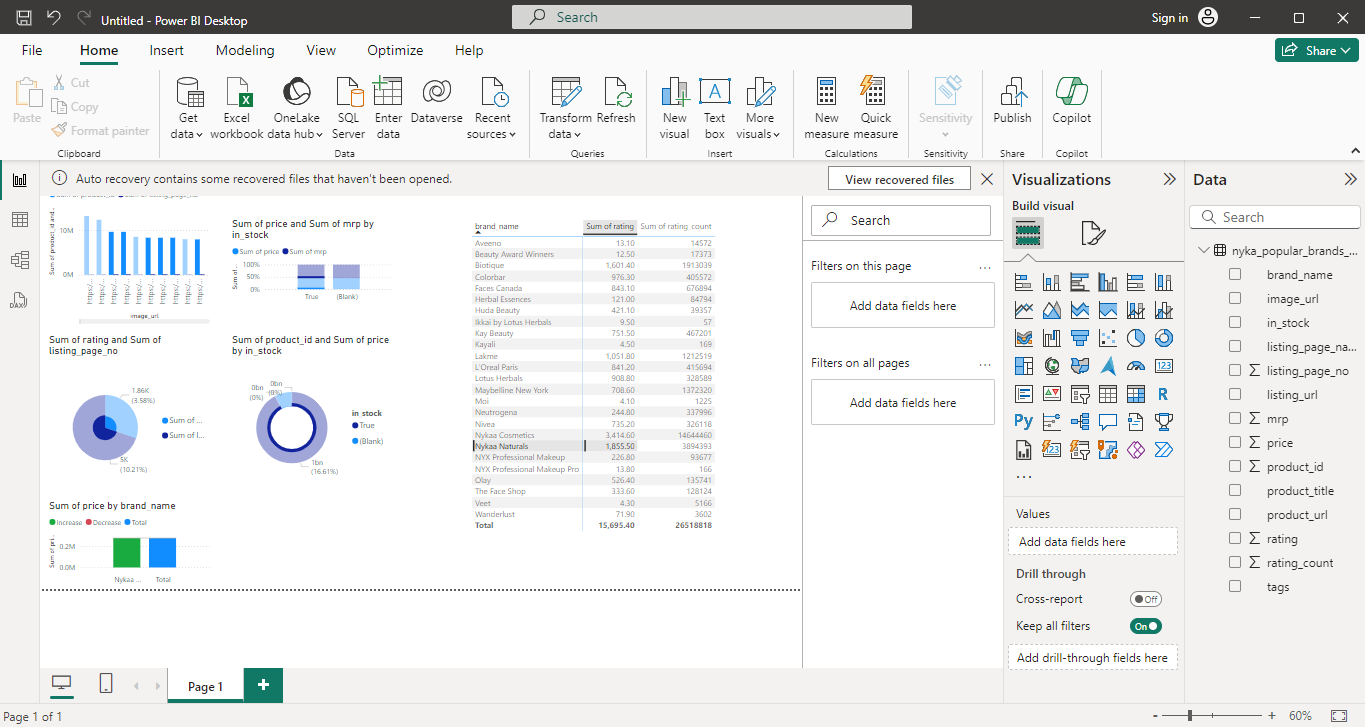 Untitled - Power BI Desktop
Search
Sign in
File Home Insert Modeling View Optimize Help
Share
Paste
Cut
Copy
Format painter
Clipboard
Get data
Excel workbook
OneLake data hub
SQL Server
Enter data
Dataverse
Recent sources
Data
Transform data
Refresh
Queries
New visual
Text box
More visuals
Insert
New measure
Quick measure
Calculations
Sensitivity
Sensitivity
Publish
Share
Copilot
Copilot
Auto recovery contains some recovered files that haven't been opened.
View recovered files
10M
0M
https:/...
image_url
Sum of price and Sum of mrp by
in_stock
Sum of price Sum of mrp
Sum of...
100%
50%
0%
True (Blank)
Sum of rating and Sum of
listing_page_no
1.86K
(3.58%)
5K
(10.21%)
Sum of ...
Sum of l...
Sum of product_id and Sum of price
by in_stock
0bn
(0%)
0bn
(0%)
1bn
(16.61%)
in_stock
True
(Blank)
Sum of price by brand_name
Increase Decrease Total
Sum of pri...
0.2M
0.0M
Nykaa ... Total
brand_name Sum of rating Sum of rating_count
Aveeno 13.10 14572
Beauty Award Winners 12.50 17373
Biotique 1,601.40 1913039
Colorbar 976.30 405572
Faces Canada 843.10 676894
Herbal Essences 121.00 84794
Huda Beauty 421.10 39357
Ikkai by Lotus Herbals 9.50 57
Kay Beauty 751.50 467201
Kayali 4.50 169
Lakme 1,051.80 1212519
L'Oreal Paris 841.20 415694
Lotus Herbals 908.80 328589
Maybelline New York 708.60 1372320
Moi 4.10 1225
Neutrogena 244.80 337996
Nivea 735.20 326118
Nykaa Cosmetics 3,414.60 14644460
Nykaa Naturals 1,855.50 3894393
NYX Professional Makeup 226.80 93677
NYX Professional Makeup Pro 13.80 166
Olay 526.40 135741
The Face Shop 333.60 128124
Veet 4.30 5166
Wanderlust 71.90 3602
Total 15,695.40 26518818
Search
Filters on this page ...
Add data fields here
Filters on all pages ...
Add data fields here
Visualizations
Build visual
123
R
Py
123
...
Values
Add data fields here
Drill through
Cross-report Off
Keep all filters On
Add drill-through fields here
Data
Search
nyka_popular_brands_...
brand_name
image_url
in_stock
listing_page_na...
listing_page_no
listing_url
mrp
price
product_id
product_title
product_url
rating
rating_count
tags
Page 1
+
Page 1 of 1
- + 60%